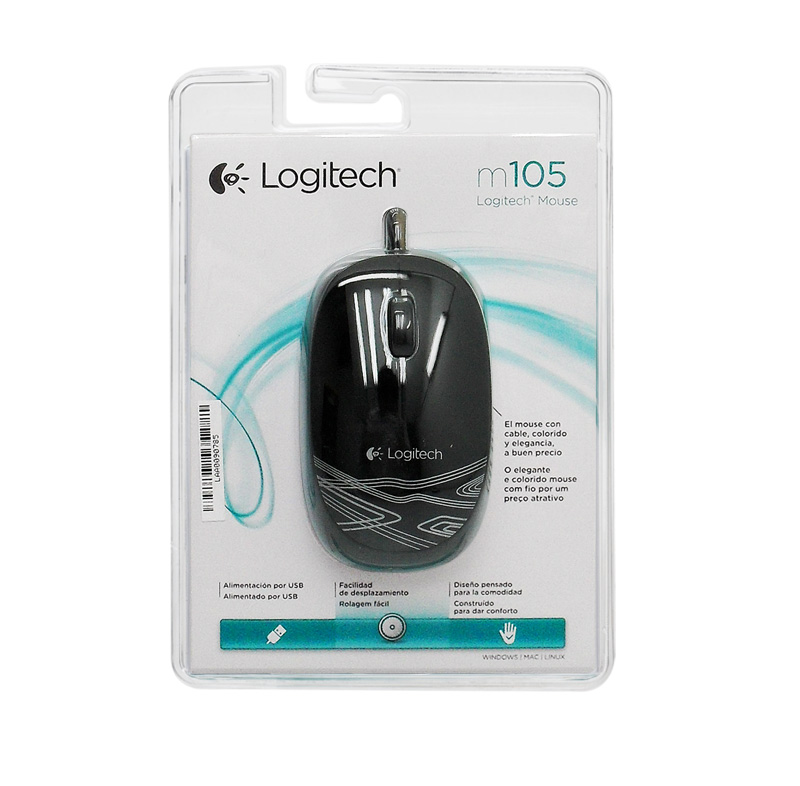 Logitech
m105
Logitech™ Mouse
Logitech
El mouse con
cable, colorido
y elegancia,
a buen precio
O elegante
e colorido mouse
com fio por um
preço atrativo
LAA0090785
Alimentación por USB
Alimentado por USB
Facilidad
de desplazamiento
Rolagem fácil
Diseño pensado
para la comodidad
Construído
para dar conforto
WINDOWS | MAC | LINUX